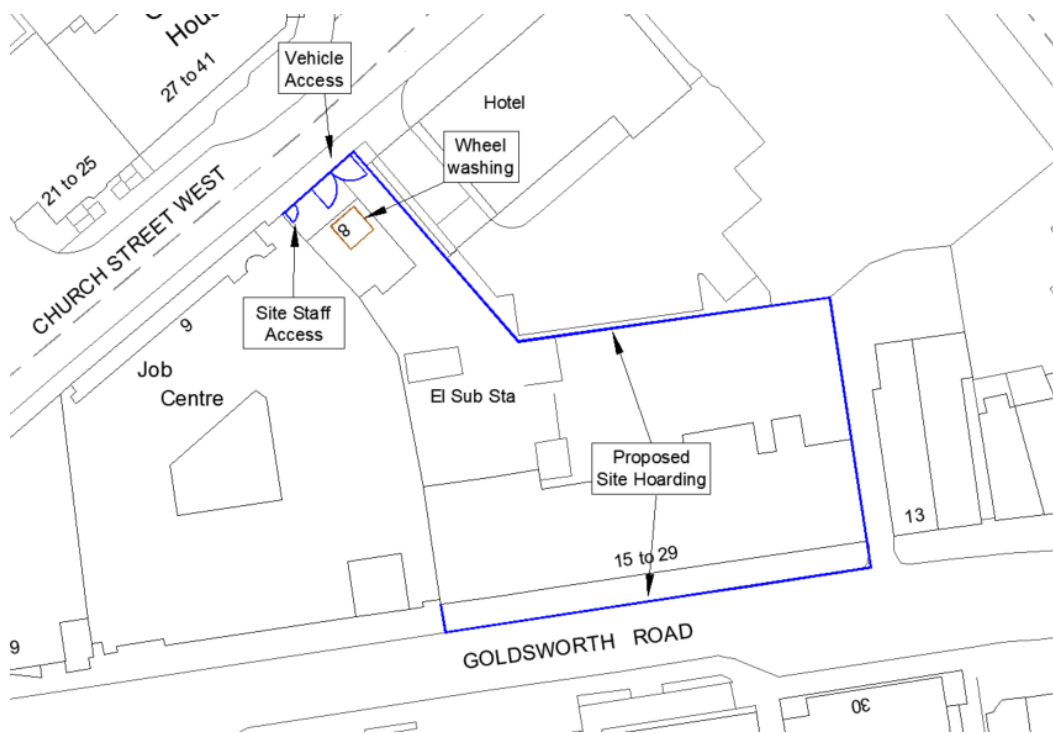 Hous
27 to 41
Vehicle
Access
Hotel
Wheel
washing
21 to 25
CHURCH STREET WEST
8
Site Staff
Access
9
Job
Centre
El Sub Sta
Proposed
Site Hoarding
13
15 to 29
GOLDSWORTH ROAD
9
30